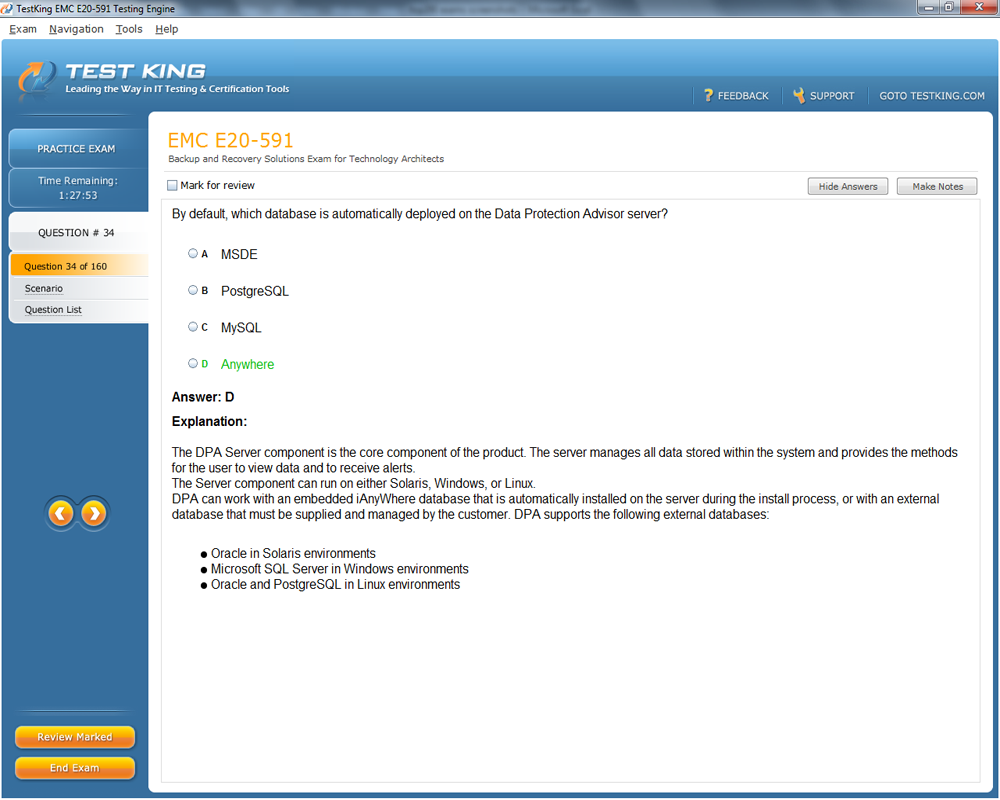 TestKing EMC E20-591 Testing Engine
Exam Navigation Tools Help
TEST KING
Leading the Way in IT Testing & Certification Tools
FEEDBACK SUPPORT GOTO TESTKING.COM
PRACTICE EXAM
Time Remaining:
1:27:53
QUESTION # 34
Question 34 of 160
Scenario
Question List
Review Marked
End Exam
EMC E20-591
Backup and Recovery Solutions Exam for Technology Architects
Mark for review
Hide Answers Make Notes
By default, which database is automatically deployed on the Data Protection Advisor server?
A MSDE
B PostgreSQL
C MySQL
D Anywhere
Answer: D
Explanation:
The DPA Server component is the core component of the product. The server manages all data stored within the system and provides the methods
for the user to view data and to receive alerts.
The Server component can run on either Solaris, Windows, or Linux.
DPA can work with an embedded iAnyWhere database that is automatically installed on the server during the install process, or with an external
database that must be supplied and managed by the customer. DPA supports the following external databases:
● Oracle in Solaris environments
● Microsoft SQL Server in Windows environments
● Oracle and PostgreSQL in Linux environments